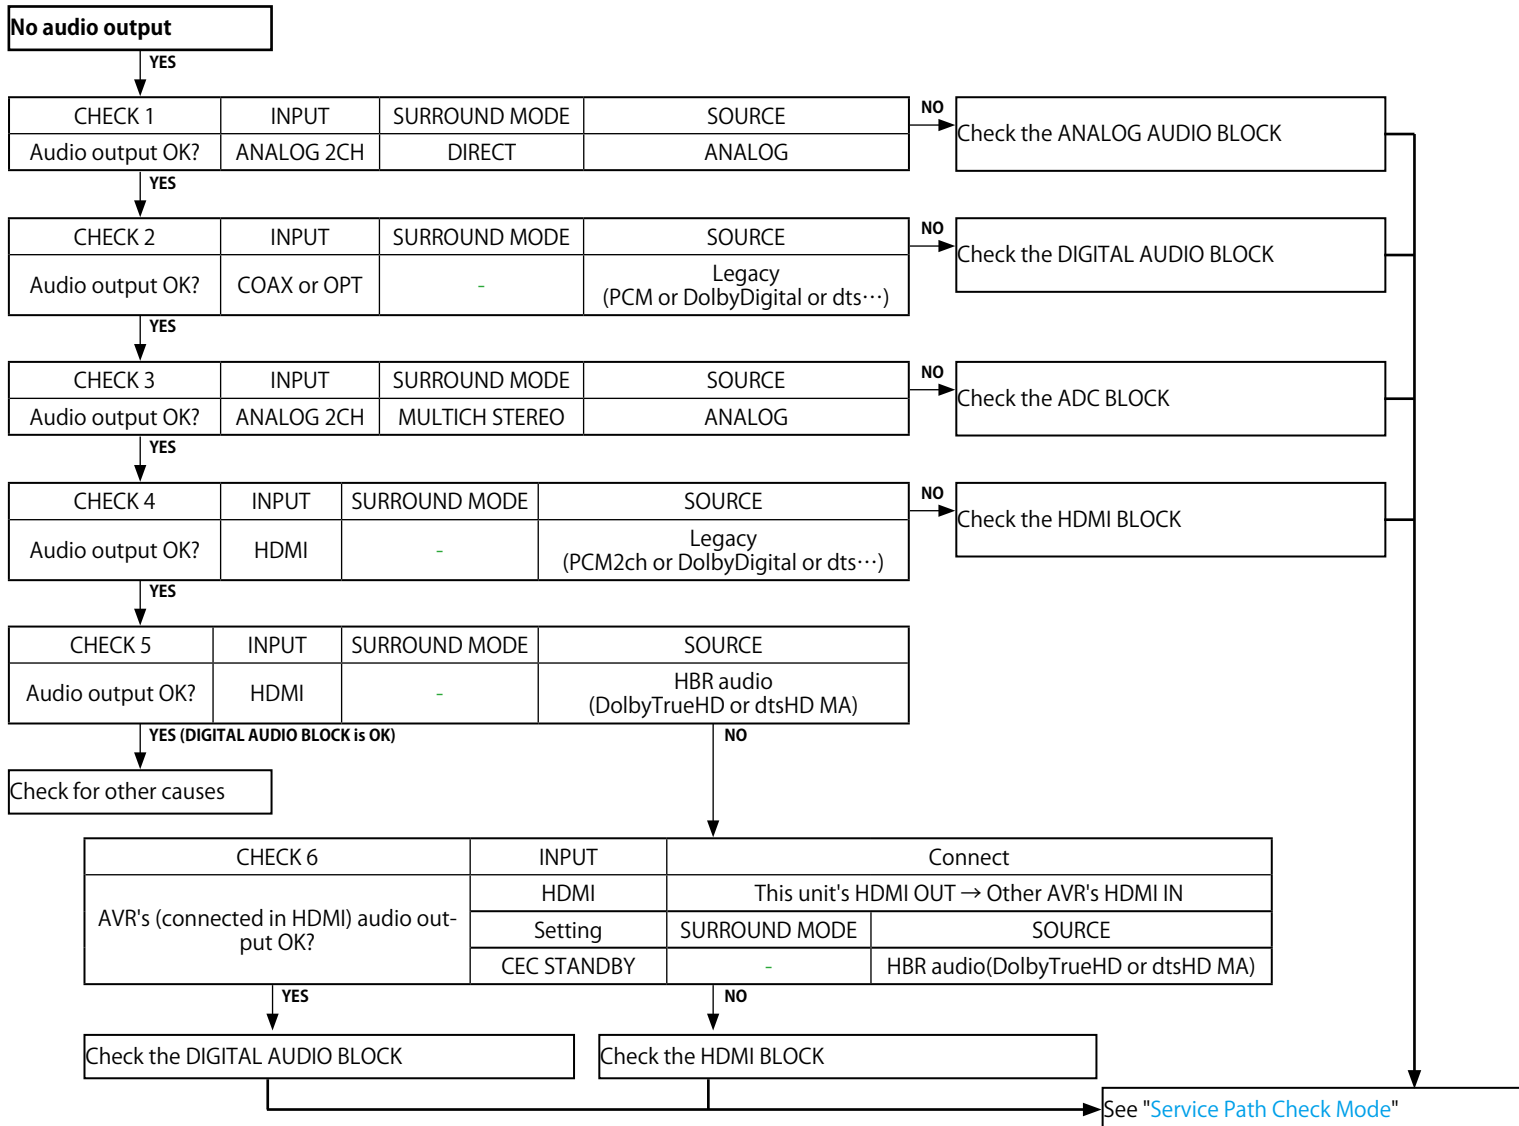 No audio output
YES
CHECK 1 INPUT SURROUND MODE SOURCE
NO
Check the ANALOG AUDIO BLOCK
Audio output OK? ANALOG 2CH DIRECT ANALOG
YES
CHECK 2 INPUT SURROUND MODE SOURCE
NO
Check the DIGITAL AUDIO BLOCK
Audio output OK? COAX or OPT - Legacy
(PCM or DolbyDigital or dts⋯)
YES
CHECK 3 INPUT SURROUND MODE SOURCE
NO
Check the ADC BLOCK
Audio output OK? ANALOG 2CH MULTICH STEREO ANALOG
YES
CHECK 4 INPUT SURROUND MODE SOURCE
NO
Check the HDMI BLOCK
Audio output OK? HDMI - Legacy
(PCM2ch or DolbyDigital or dts⋯)
YES
CHECK 5 INPUT SURROUND MODE SOURCE
Audio output OK? HDMI - HBR audio
(DolbyTrueHD or dtsHD MA)
YES (DIGITAL AUDIO BLOCK is OK)
NO
Check for other causes
CHECK 6 INPUT Connect
HDMI This unit's HDMI OUT → Other AVR's HDMI IN
AVR's (connected in HDMI) audio out-
put OK?
Setting SURROUND MODE SOURCE
CEC STANDBY - HBR audio(DolbyTrueHD or dtsHD MA)
YES
NO
Check the DIGITAL AUDIO BLOCK
Check the HDMI BLOCK
See "Service Path Check Mode"